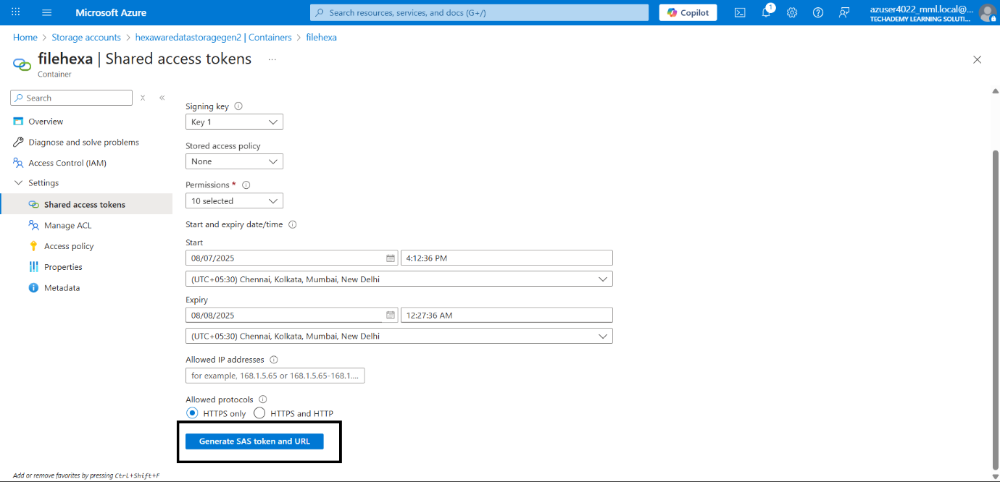 Microsoft Azure
Search resources, services, and docs (G+/)
Copilot
1
azuser4022_mml.local@...
TECHADEMY LEARNING SOLUTI...
Home > Storage accounts > hexawaredatastoragegen2 | Containers > filehexa
filehexa | Shared access tokens ...
Container
Search
Overview
Diagnose and solve problems
Access Control (IAM)
Settings
Shared access tokens
Manage ACL
Access policy
Properties
Metadata
Signing key
Key 1
Stored access policy
None
Permissions *
10 selected
Start and expiry date/time
Start
08/07/2025 4:12:36 PM
(UTC+05:30) Chennai, Kolkata, Mumbai, New Delhi
Expiry
08/08/2025 12:27:36 AM
(UTC+05:30) Chennai, Kolkata, Mumbai, New Delhi
Allowed IP addresses
for example, 168.1.5.65 or 168.1.5.65-168.1....
Allowed protocols
HTTPS only HTTPS and HTTP
Generate SAS token and URL
Add or remove favorites by pressing Ctrl+Shift+F